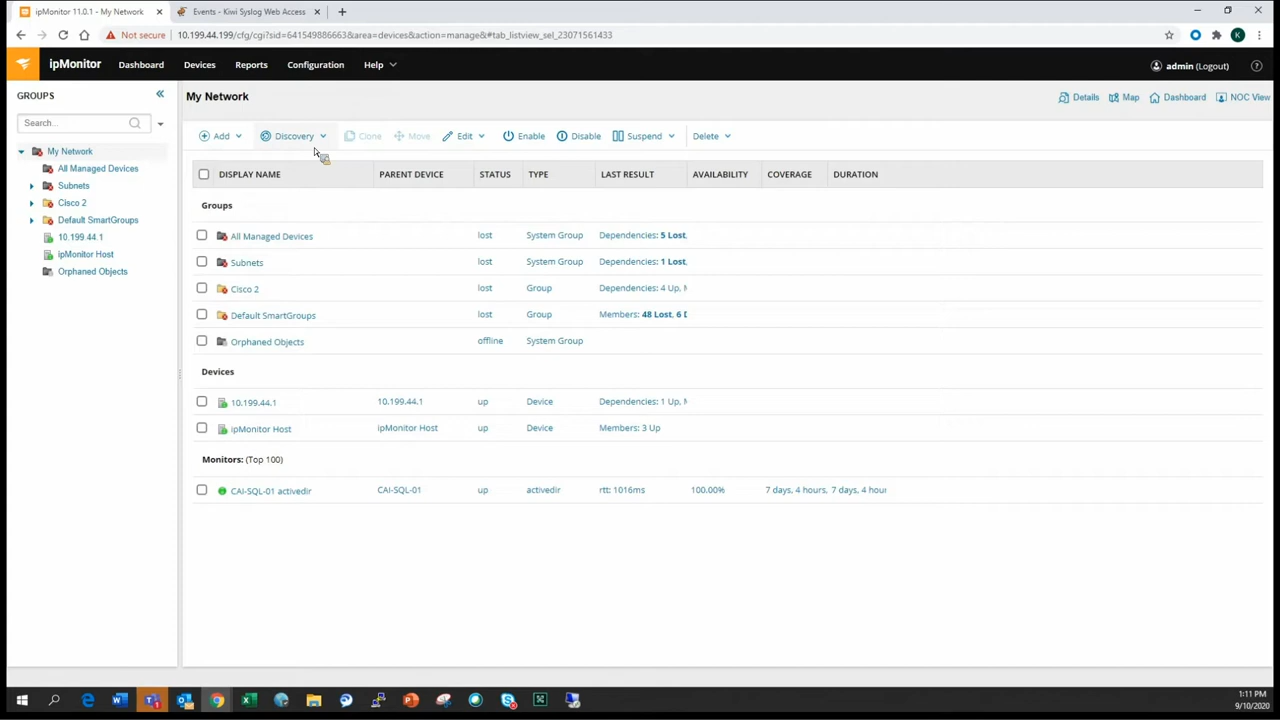 ipMonitor 11.0.1 - My Network
Events - Kiwi Syslog Web Access
Not secure
10.199.44.199/cfg/cgi?sid=641549886663&area=devices&action=manage&#tab_listview_sel_23071561433
K
ipMonitor
Dashboard
Devices
Reports
Configuration
Help
admin (Logout)
GROUPS
Search...
My Network
All Managed Devices
Subnets
Cisco 2
Default SmartGroups
10.199.44.1
ipMonitor Host
Orphaned Objects
My Network
Details
Map
Dashboard
NOC View
Add
Discovery
Clone
Move
Edit
Enable
Disable
Suspend
Delete
DISPLAY NAME PARENT DEVICE STATUS TYPE LAST RESULT AVAILABILITY COVERAGE DURATION
Groups
All Managed Devices lost System Group Dependencies: 5 Lost,
Subnets lost System Group Dependencies: 1 Lost,
Cisco 2 lost Group Dependencies: 4 Up,
Default SmartGroups lost Group Members: 48 Lost, 6
Orphaned Objects offline System Group
Devices
10.199.44.1 10.199.44.1 up Device Dependencies: 1 Up,
ipMonitor Host ipMonitor Host up Device Members: 3 Up
Monitors: (Top 100)
CAI-SQL-01 activedir CAI-SQL-01 up activedir rtt: 1016ms 100.00% 7 days, 4 hours, 7 days, 4 hour
1:11 PM
9/10/2020